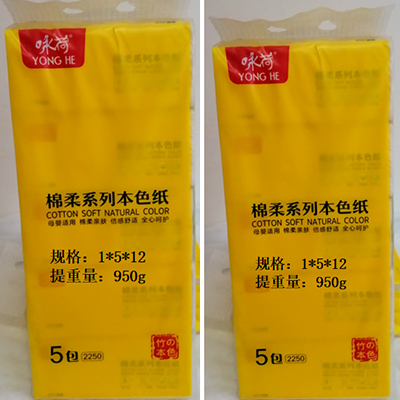 咏荷
YONG HE
棉柔系列本色纸
COTTON SOFT NATURAL COLOR
母婴适用 棉柔亲肤 倍感舒适 全心呵护
规格：1*5*12
提重量：950g
5包 2250
竹の
本色
咏荷
YONG HE
棉柔系列本色纸
COTTON SOFT NATURAL COLOR
母婴适用 棉柔亲肤 倍感舒适 全心呵护
规格：1*5*12
提重量：950g
5包 2250
竹の
本色